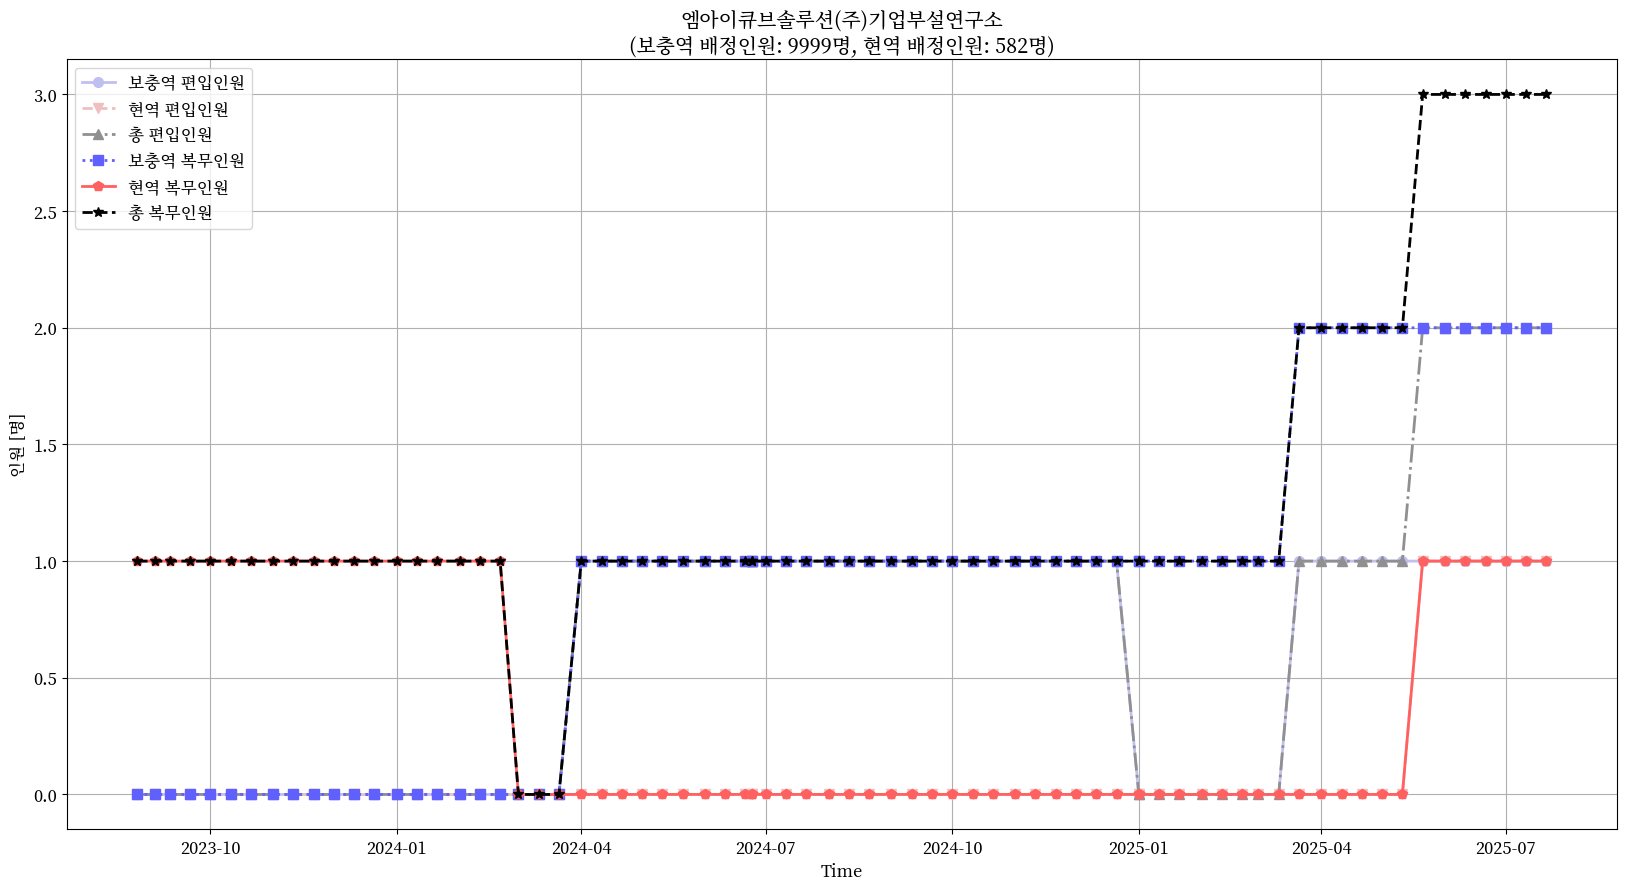 엠아이큐브솔루션(주)기업부설연구소
(보충역 배정인원: 9999명, 현역 배정인원: 582명)
보충역 편입인원
현역 편입인원
총 편입인원
보충역 복무인원
현역 복무인원
총 복무인원
3.0
2.5
2.0
1.5
1.0
0.5
0.0
인원 [명]
2023-10
2024-01
2024-04
2024-07
2024-10
2025-01
2025-04
2025-07
Time